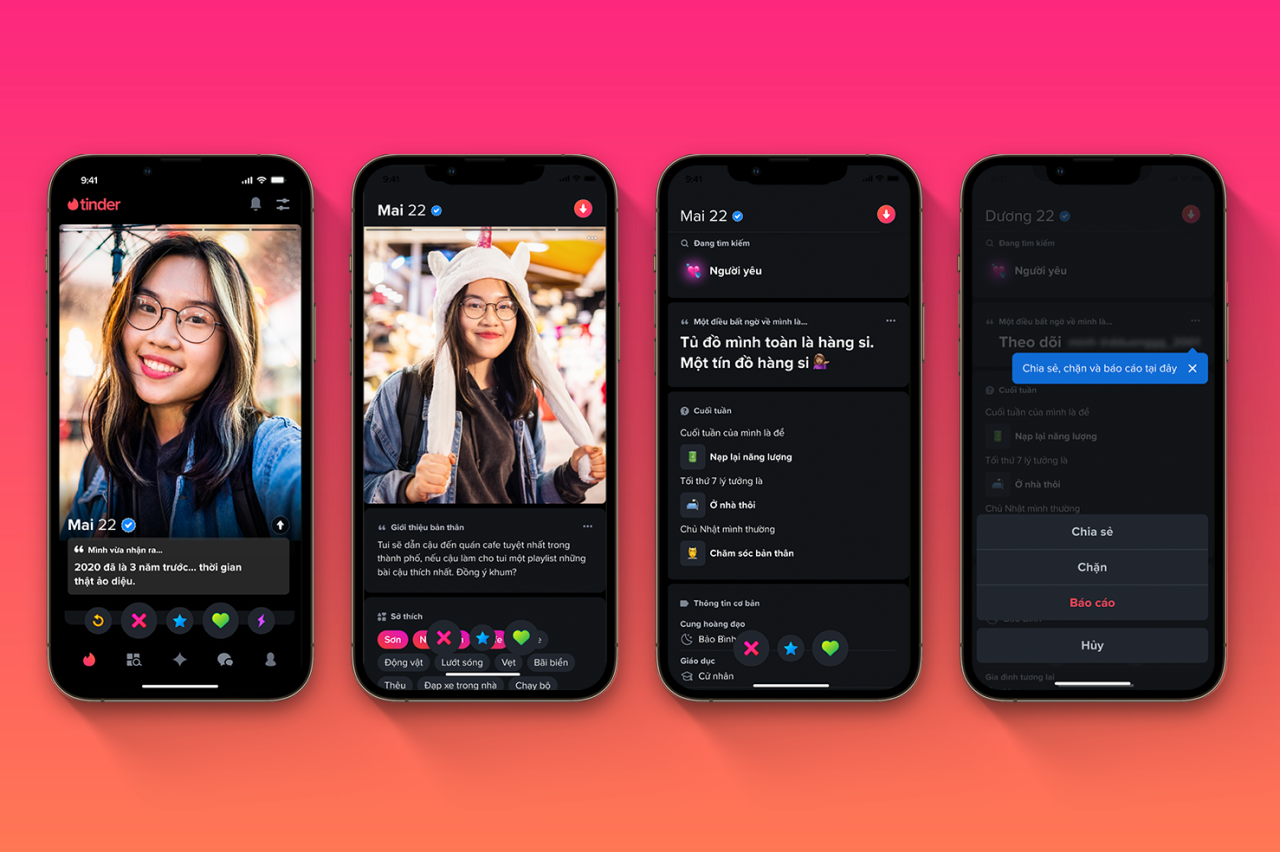 9:41
tinder
Mai 22
Mình vừa nhận ra...
2020 đã là 3 năm trước... thời gian
thật ảo diệu.
9:41
Mai 22
Giới thiệu bản thân
Tui sẽ dẫn cậu đến quán cafe tuyệt nhất trong
thành phố, nếu cậu làm cho tui một playlist những
bài cậu thích nhất. Đồng ý khum?
Sở thích
Sơn
Động vật Lướt sóng Vẹt Bãi biển
Thêu Đạp xe trong nhà Chạy bộ
9:41
Mai 22
Đang tìm kiếm
Người yêu
Một điều bất ngờ về mình là...
Tủ đồ mình toàn là hàng si.
Một tín đồ hàng si
Cuối tuần
Cuối tuần của mình là để
Nạp lại năng lượng
Tối thứ 7 lý tưởng là
Ở nhà thôi
Chủ Nhật mình thường
Chăm sóc bản thân
Thông tin cơ bản
Cung hoàng đạo
Bảo Bình
Giáo dục
Cử nhân
9:41
Dương 22
Đang tìm kiếm
Người yêu
Một điều bất ngờ về mình là...
Theo dõi
Chia sẻ, chặn và báo cáo tại đây
Cuối tuần
Cuối tuần của mình là để
Nạp lại năng lượng
Tối thứ 7 lý tưởng là
Ở nhà thôi
Chủ Nhật mình thường
Chia sẻ
Chặn
Báo cáo
Hủy
Gia đình tương lai